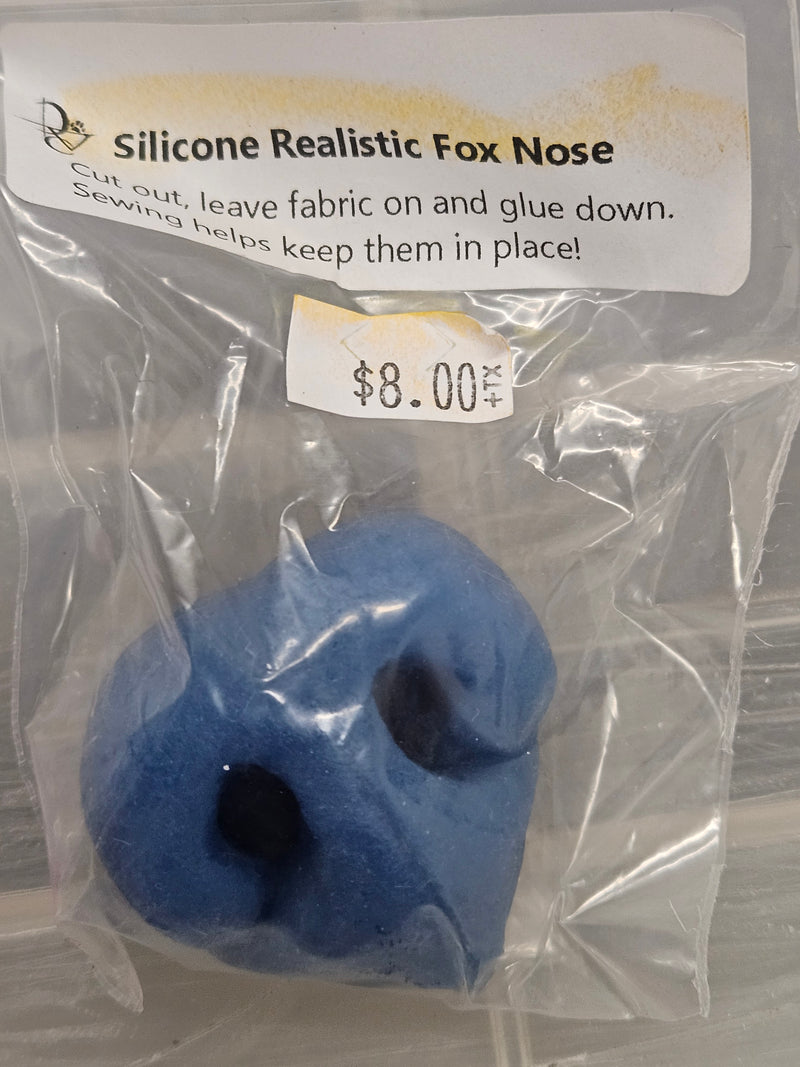 Silicone Realistic Fox Nose
Cut out, leave fabric on and glue down.
Sewing helps keep them in place!
$8.00+TX